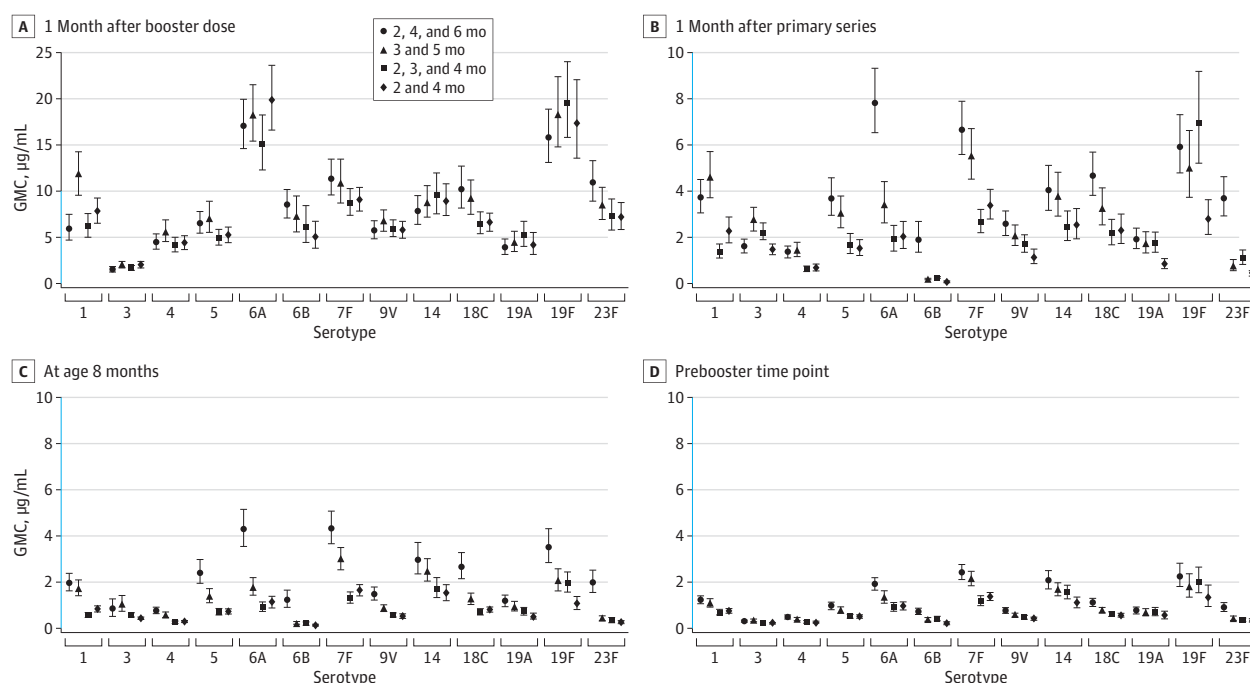 A 1 Month after booster dose
2, 4, and 6 mo
3 and 5 mo
2, 3, and 4 mo
2 and 4 mo
25
20
15
10
5
0
GMC, μg/mL
1 3 4 5 6A 6B 7F 9V 14 18C 19A 19F 23F
Serotype
B 1 Month after primary series
10
8
6
4
2
0
GMC, μg/mL
1 3 4 5 6A 6B 7F 9V 14 18C 19A 19F 23F
Serotype
C At age 8 months
10
8
6
4
2
0
GMC, μg/mL
1 3 4 5 6A 6B 7F 9V 14 18C 19A 19F 23F
Serotype
D Prebooster time point
10
8
6
4
2
0
GMC, μg/mL
1 3 4 5 6A 6B 7F 9V 14 18C 19A 19F 23F
Serotype